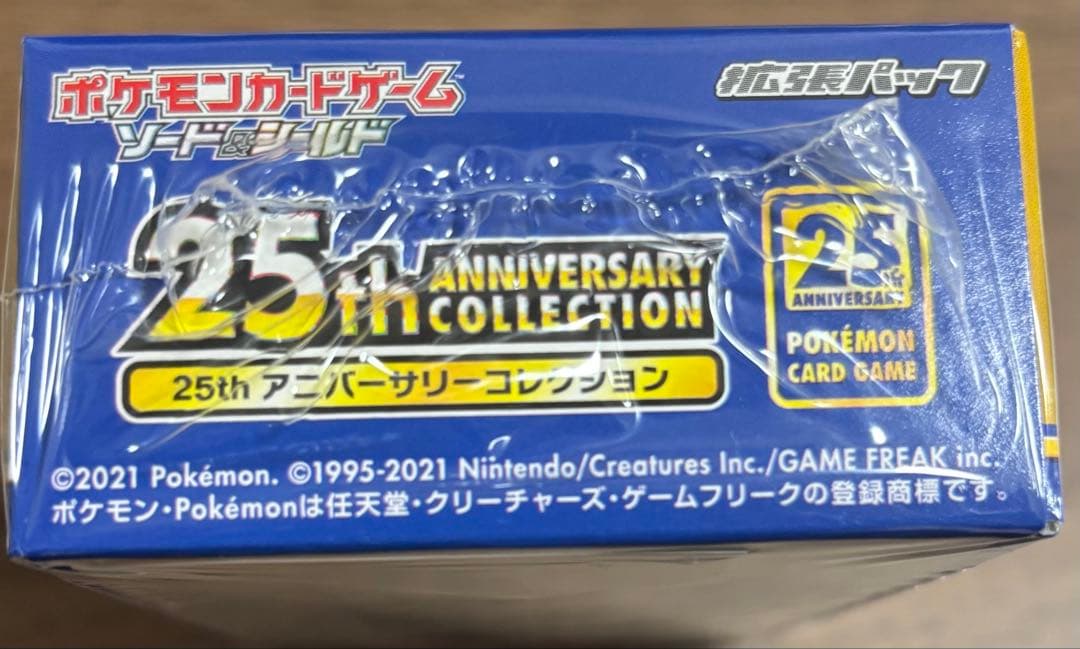 ポケモンカードゲーム
ソード&シールド
拡張パック
25th ANNIVERSARY
COLLECTION
25th アニバーサリーコレクション
25th
ANNIVERSARY
POKÉMON
CARD GAME
©2021 Pokémon. ©1995-2021 Nintendo/Creatures Inc./GAME FREAK inc.
ポケモン・Pokémonは任天堂・クリーチャーズ・ゲームフリークの登録商標です。